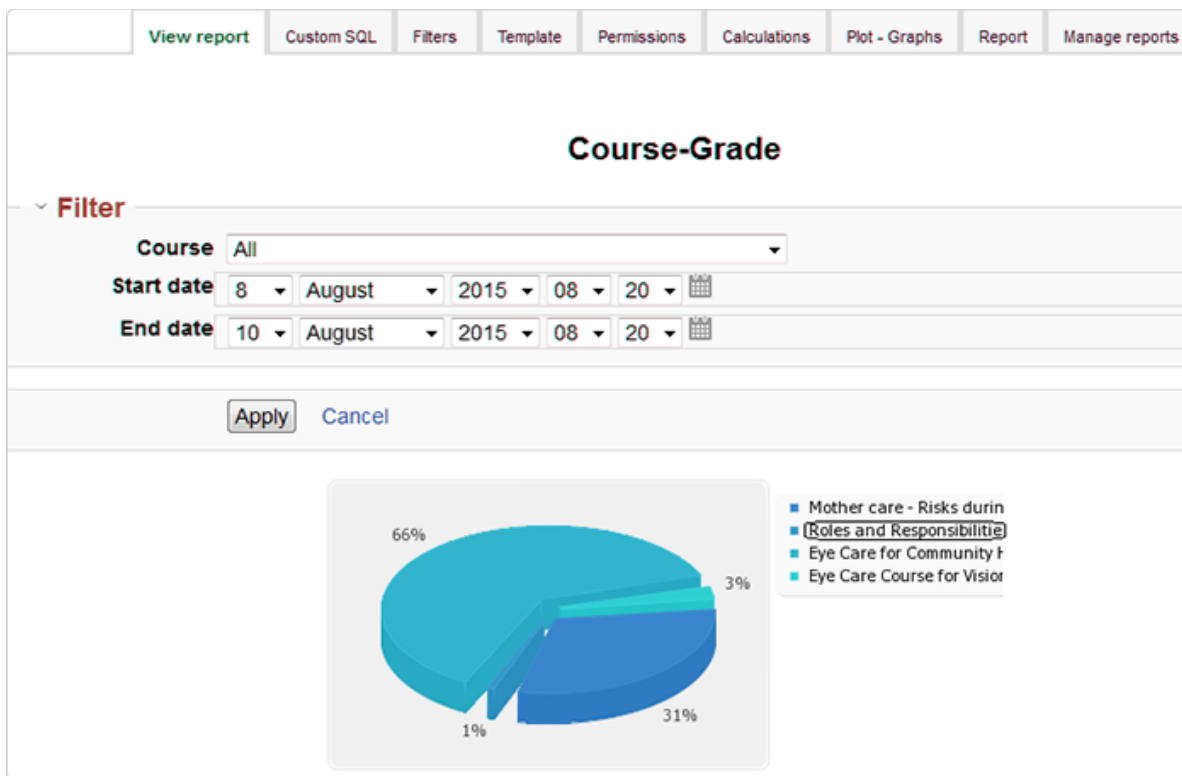 View report Custom SQL Filters Template Permissions Calculations Plot - Graphs Report Manage reports
Course-Grade
Filter
Course All
Start date 8 August 2015 08 20
End date 10 August 2015 08 20
Apply Cancel
66%
3%
31%
1%
Mother care - Risks durin
Roles and Responsibilitie
Eye Care for Community H
Eye Care Course for Vision